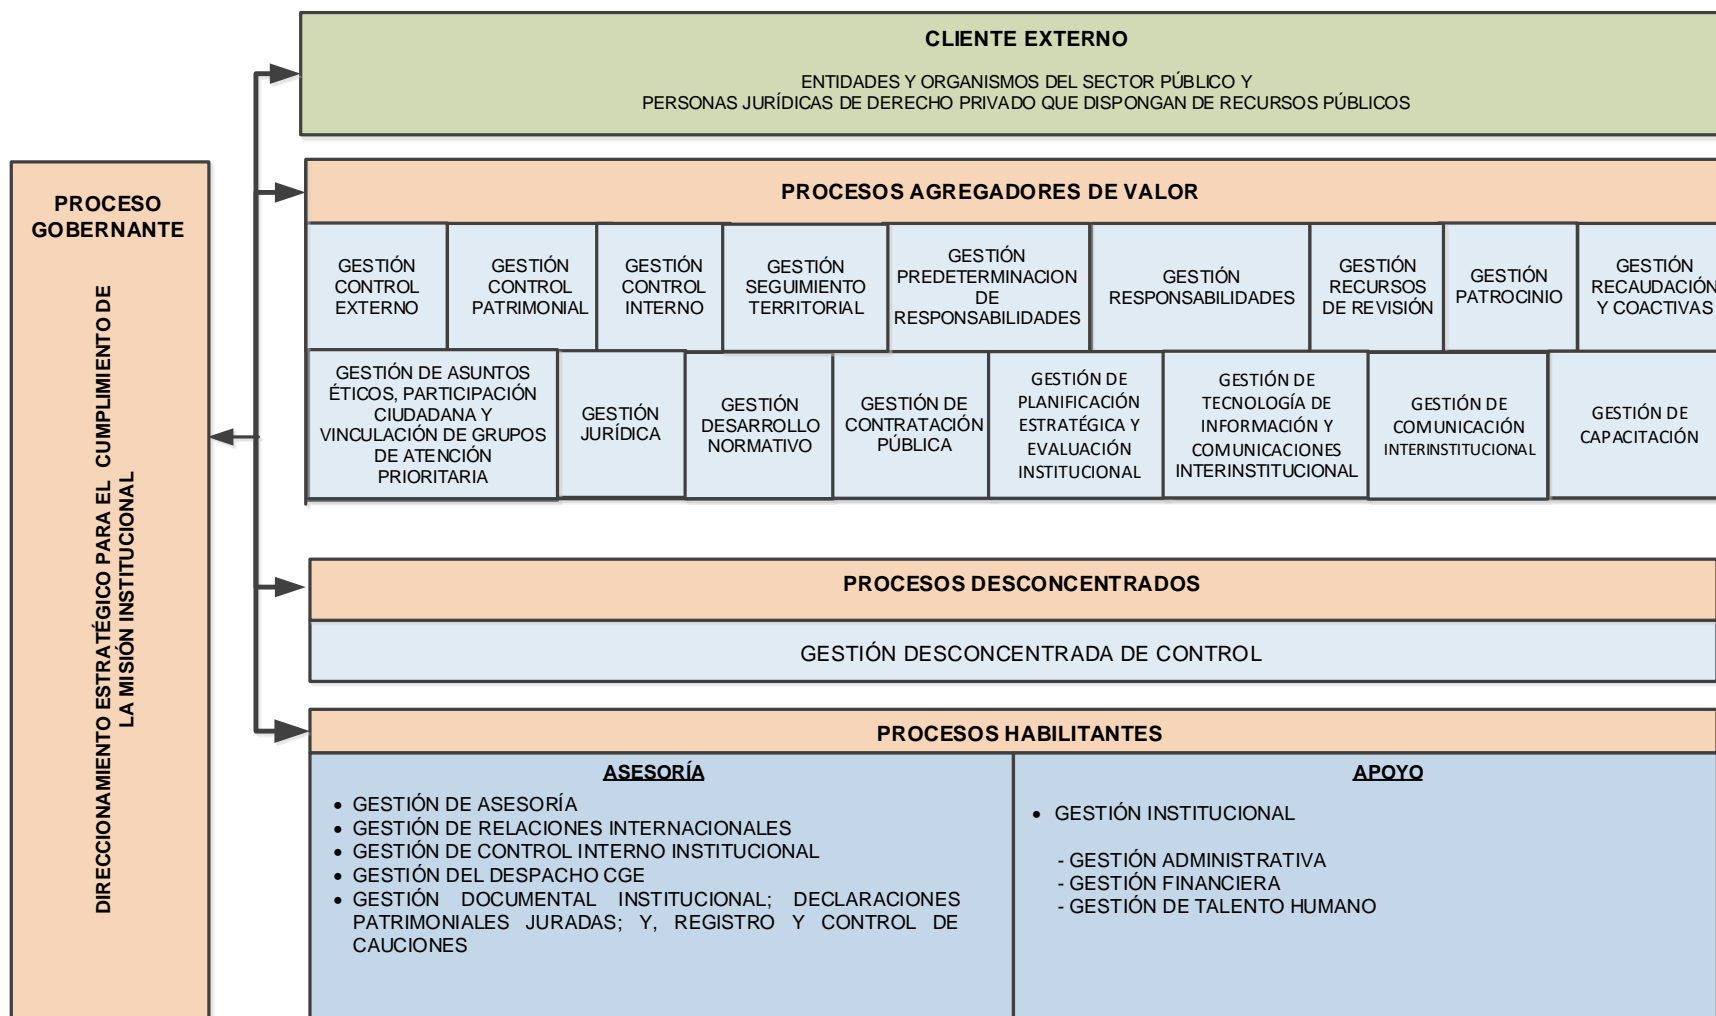 CLIENTE EXTERNO
ENTIDADES Y ORGANISMOS DEL SECTOR PÚBLICO Y
PERSONAS JURÍDICAS DE DERECHO PRIVADO QUE DISPONGAN DE RECURSOS PÚBLICOS
PROCESO
GOBERNANTE
DIRECCIONAMIENTO ESTRATÉGICO PARA EL CUMPLIMIENTO DE
LA MISIÓN INSTITUCIONAL
PROCESOS AGREGADORES DE VALOR
GESTIÓN
CONTROL
EXTERNO
GESTIÓN
CONTROL
PATRIMONIAL
GESTIÓN
CONTROL
INTERNO
GESTIÓN
SEGUIMIENTO
TERRITORIAL
GESTIÓN
PREDETERMINACION
DE
RESPONSABILIDADES
GESTIÓN
RESPONSABILIDADES
GESTIÓN
RECURSOS
DE REVISIÓN
GESTIÓN
PATROCINIO
GESTIÓN
RECAUDACIÓN
Y COACTIVAS
GESTIÓN DE ASUNTOS
ÉTICOS, PARTICIPACIÓN
CIUDADANA Y
VINCULACIÓN DE GRUPOS
DE ATENCIÓN
PRIORITARIA
GESTIÓN
JURÍDICA
GESTIÓN
DESARROLLO
NORMATIVO
GESTIÓN DE
CONTRATACIÓN
PÚBLICA
GESTIÓN DE
PLANIFICACIÓN
ESTRATÉGICA Y
EVALUACIÓN
INSTITUCIONAL
GESTIÓN DE
TECNOLOGÍA DE
INFORMACIÓN Y
COMUNICACIONES
INTERINSTITUCIONAL
GESTIÓN DE
COMUNICACIÓN
INTERINSTITUCIONAL
GESTIÓN DE
CAPACITACIÓN
PROCESOS DESCONCENTRADOS
GESTIÓN DESCONCENTRADA DE CONTROL
PROCESOS HABILITANTES
ASESORÍA
• GESTIÓN DE ASESORÍA
• GESTIÓN DE RELACIONES INTERNACIONALES
• GESTIÓN DE CONTROL INTERNO INSTITUCIONAL
• GESTIÓN DEL DESPACHO CGE
• GESTIÓN DOCUMENTAL INSTITUCIONAL; DECLARACIONES
PATRIMONIALES JURADAS; Y, REGISTRO Y CONTROL DE
CAUCIONES
APOYO
• GESTIÓN INSTITUCIONAL
- GESTIÓN ADMINISTRATIVA
- GESTIÓN FINANCIERA
- GESTIÓN DE TALENTO HUMANO